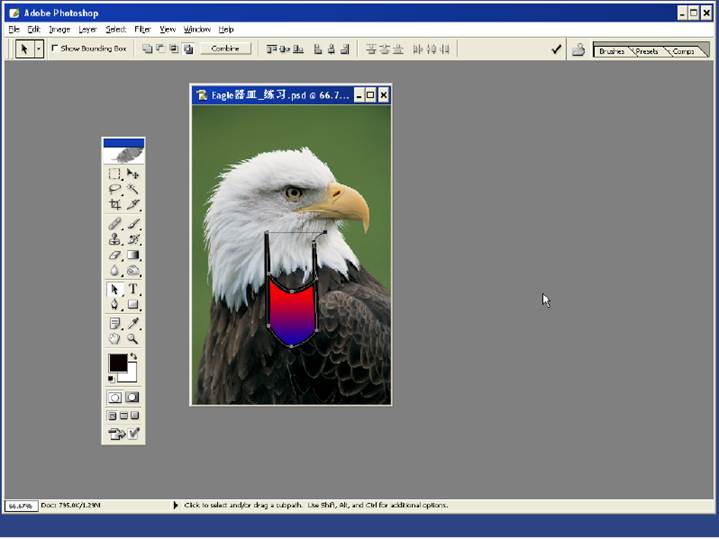 Adobe Photoshop
File Edit Image Layer Select Filter View Window Help
Show Bounding Box Combine Brushes Presets Comps
Eagle器皿_练习.psd @ 66.7...
T
66.67% Doc: 795.0K/1.29M Click to select and/or drag a subpath. Use Shift, Alt, and Ctrl for additional options.